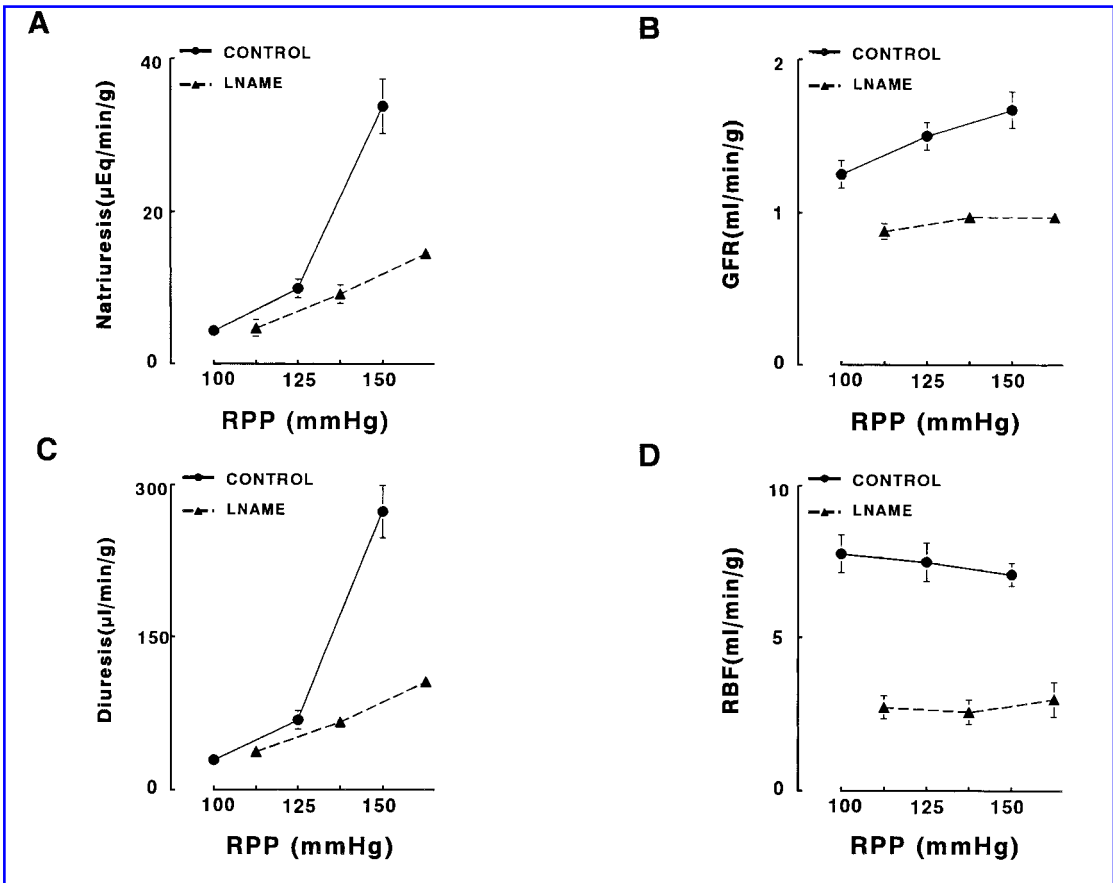 A
CONTROL
LNAME
40
20
0
Natriuresis(µEq/min/g)
100 125 150
RPP (mmHg)
B
CONTROL
LNAME
2
1
0
GFR(ml/min/g)
100 125 150
RPP (mmHg)
C
CONTROL
LNAME
300
150
0
Diuresis(µl/min/g)
100 125 150
RPP (mmHg)
D
CONTROL
LNAME
10
5
0
RBF(ml/min/g)
100 125 150
RPP (mmHg)